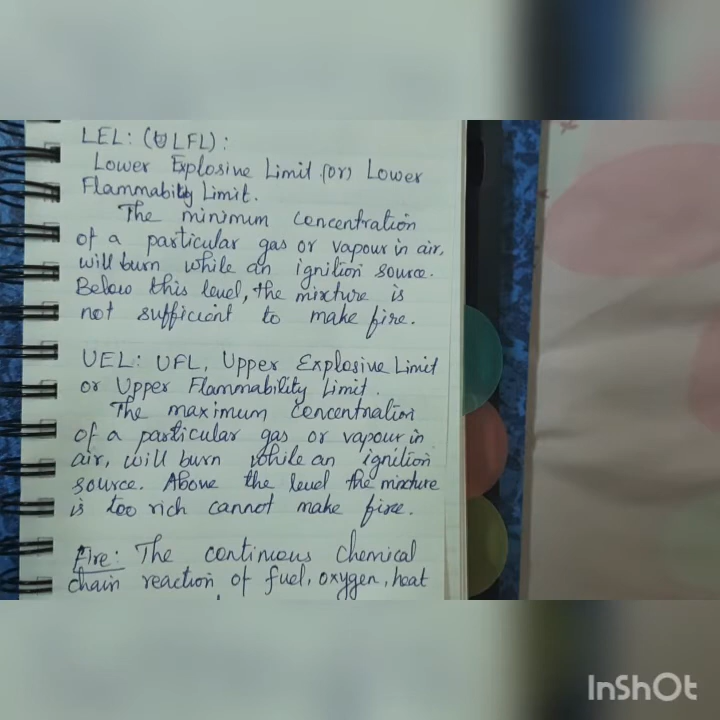 LEL: (LFL):
Lower Explosive Limit (or) Lower
Flammability Limit.
The minimum concentration
of a particular gas or vapour in air,
will burn while an ignition source.
Below this level, the mixture is
not sufficient to make fire.
UEL: UFL, Upper Explosive Limit
or Upper Flammability Limit.
The maximum concentration
of a particular gas or vapour in
air, will burn while an ignition
source. Above the level the mixture
is too rich cannot make fire.
Fire: The continuous chemical
chain reaction of fuel, oxygen, heat
InShOt